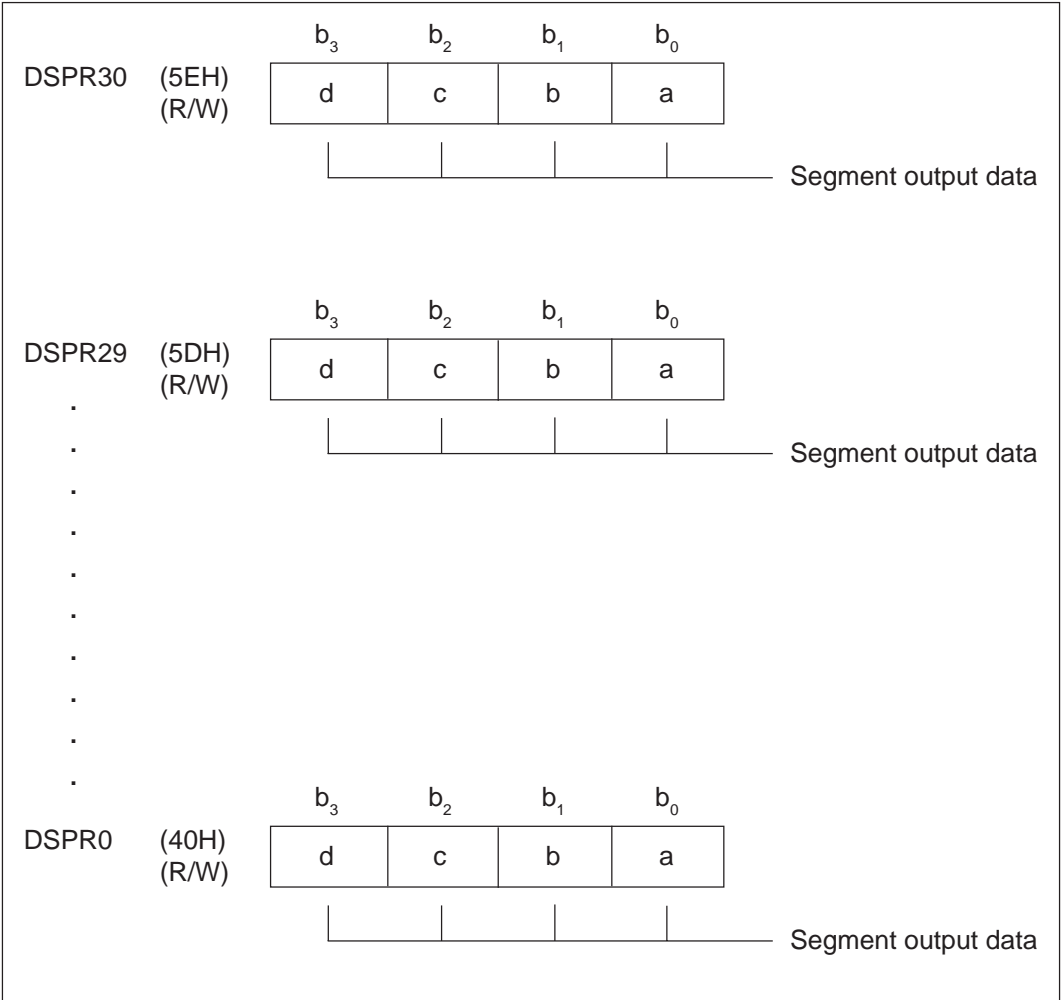 b3 b2 b1 b0
DSPR30 (5EH) d c b a
(R/W)
Segment output data
b3 b2 b1 b0
DSPR29 (5DH) d c b a
(R/W)
.
Segment output data
.
.
.
.
.
.
.
.
.
b3 b2 b1 b0
DSPR0 (40H) d c b a
(R/W)
Segment output data